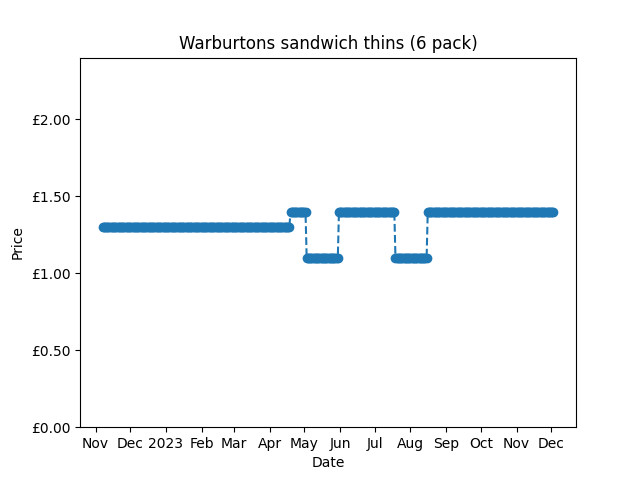 Warburtons sandwich thins (6 pack)
£2.00
£1.50
£1.00
£0.50
£0.00
Price
Nov Dec 2023 Feb Mar Apr May Jun Jul Aug Sep Oct Nov Dec
Date